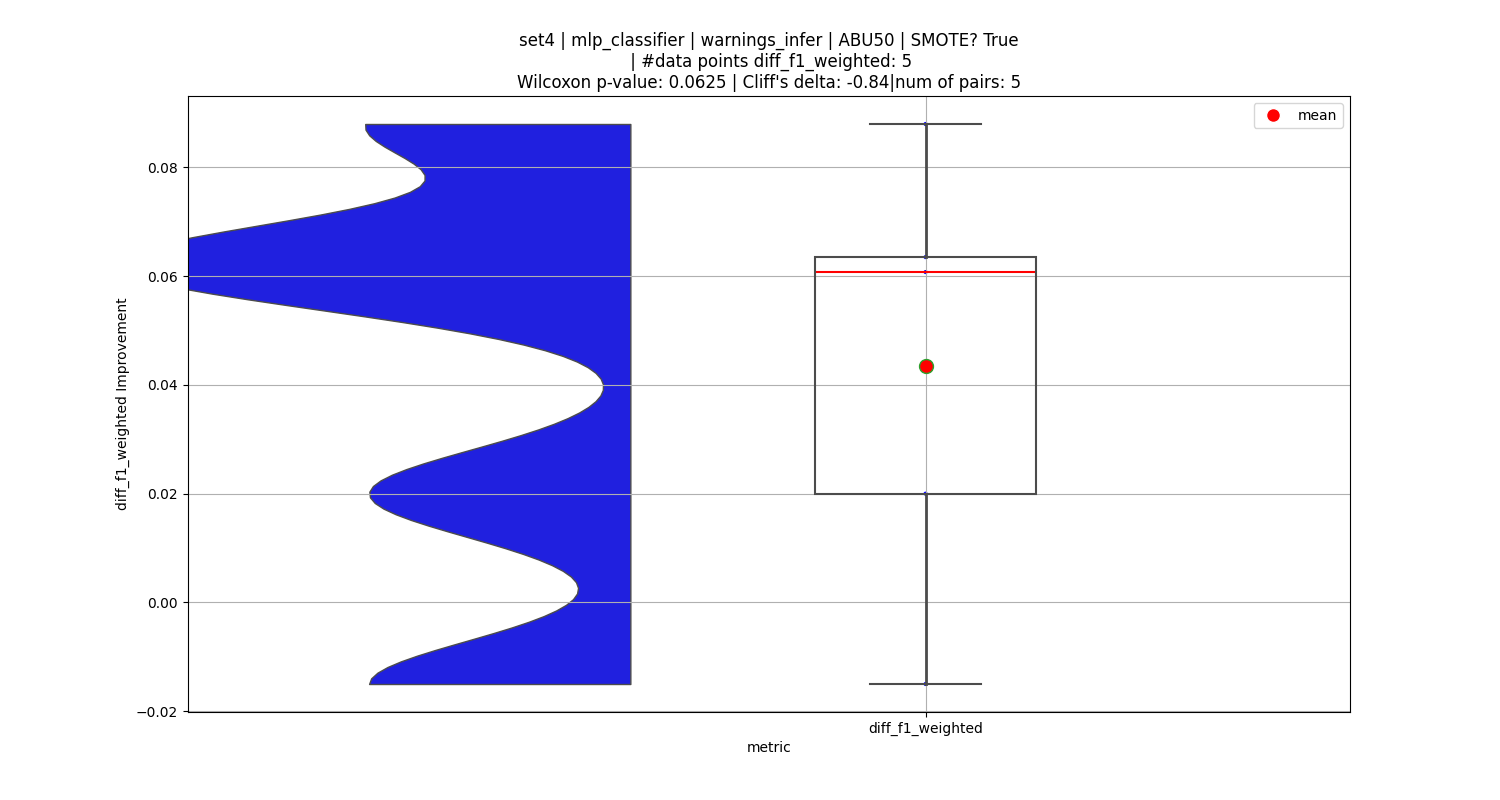 set4 | mlp_classifier | warnings_infer | ABU50 | SMOTE? True
| #data points diff_f1_weighted: 5
Wilcoxon p-value: 0.0625 | Cliff's delta: -0.84|num of pairs: 5
mean
0.08
0.06
0.04
0.02
0.00
−0.02
diff_f1_weighted Improvement
diff_f1_weighted
metric